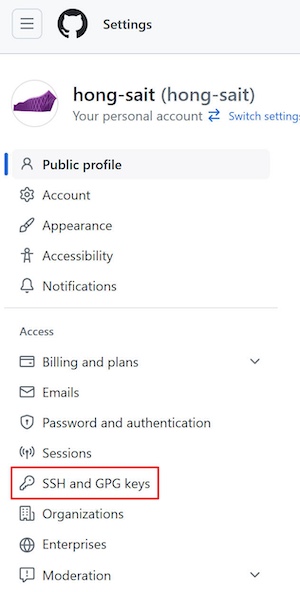 Settings
hong-sait (hong-sait)
Your personal account Switch settings
Public profile
Account
Appearance
Accessibility
Notifications
Access
Billing and plans
Emails
Password and authentication
Sessions
SSH and GPG keys
Organizations
Enterprises
Moderation